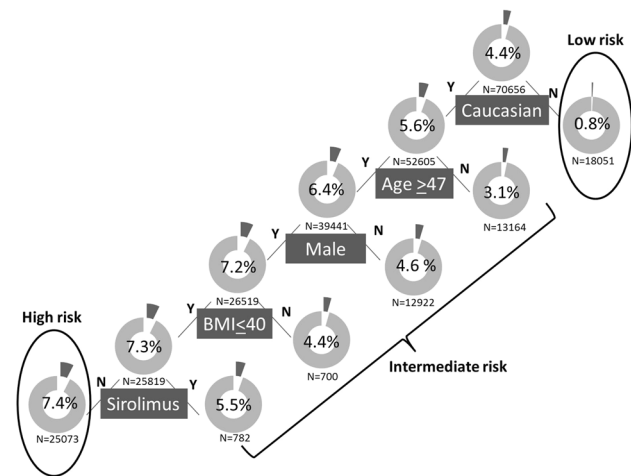 Low risk
4.4%
Y
N=70656
N
Caucasian
5.6%
0.8%
N=18051
Y
N=52605
N
Age ≥47
6.4%
3.1%
N=13164
Y
N=39441
N
Male
7.2%
4.6 %
N=12922
Y
N=26519
N
BMI≤40
High risk
7.3%
4.4%
N=700
Intermediate risk
N
N=25819
Y
Sirolimus
7.4%
5.5%
N=25073
N=782